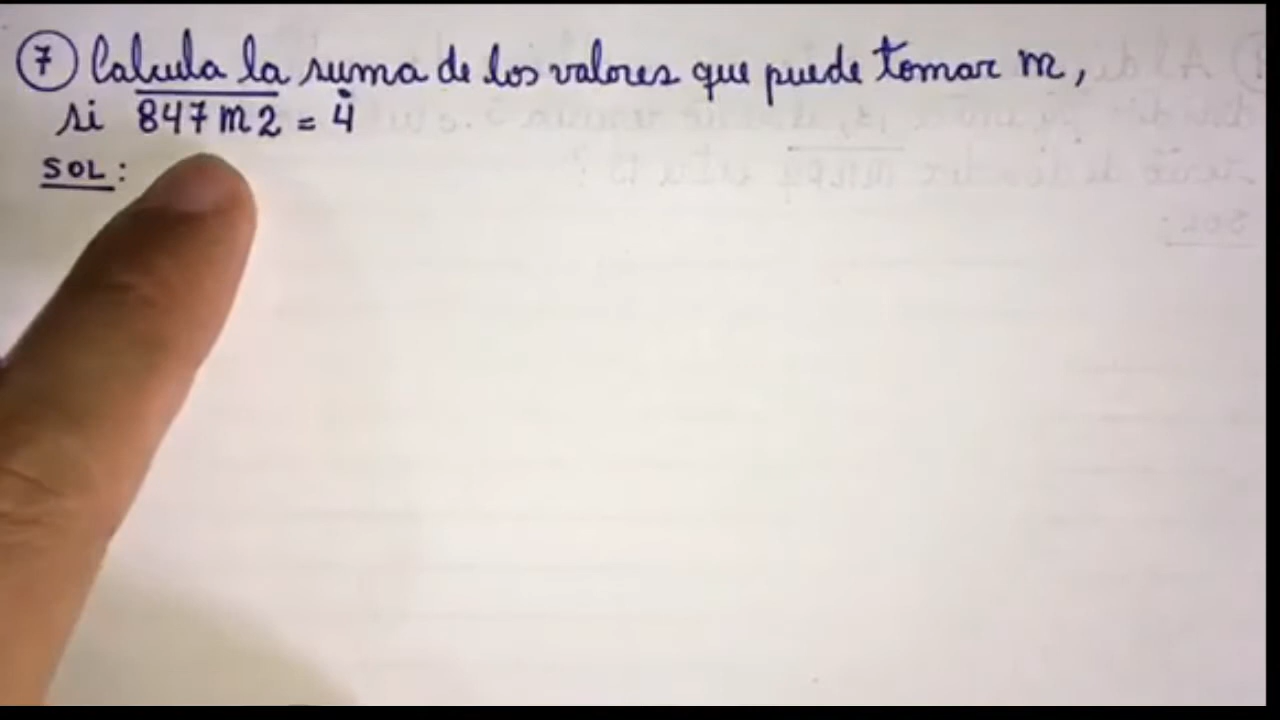 7 Calcula la suma de los valores que puede tomar m,
si 847m2 = 4̇
SOL: